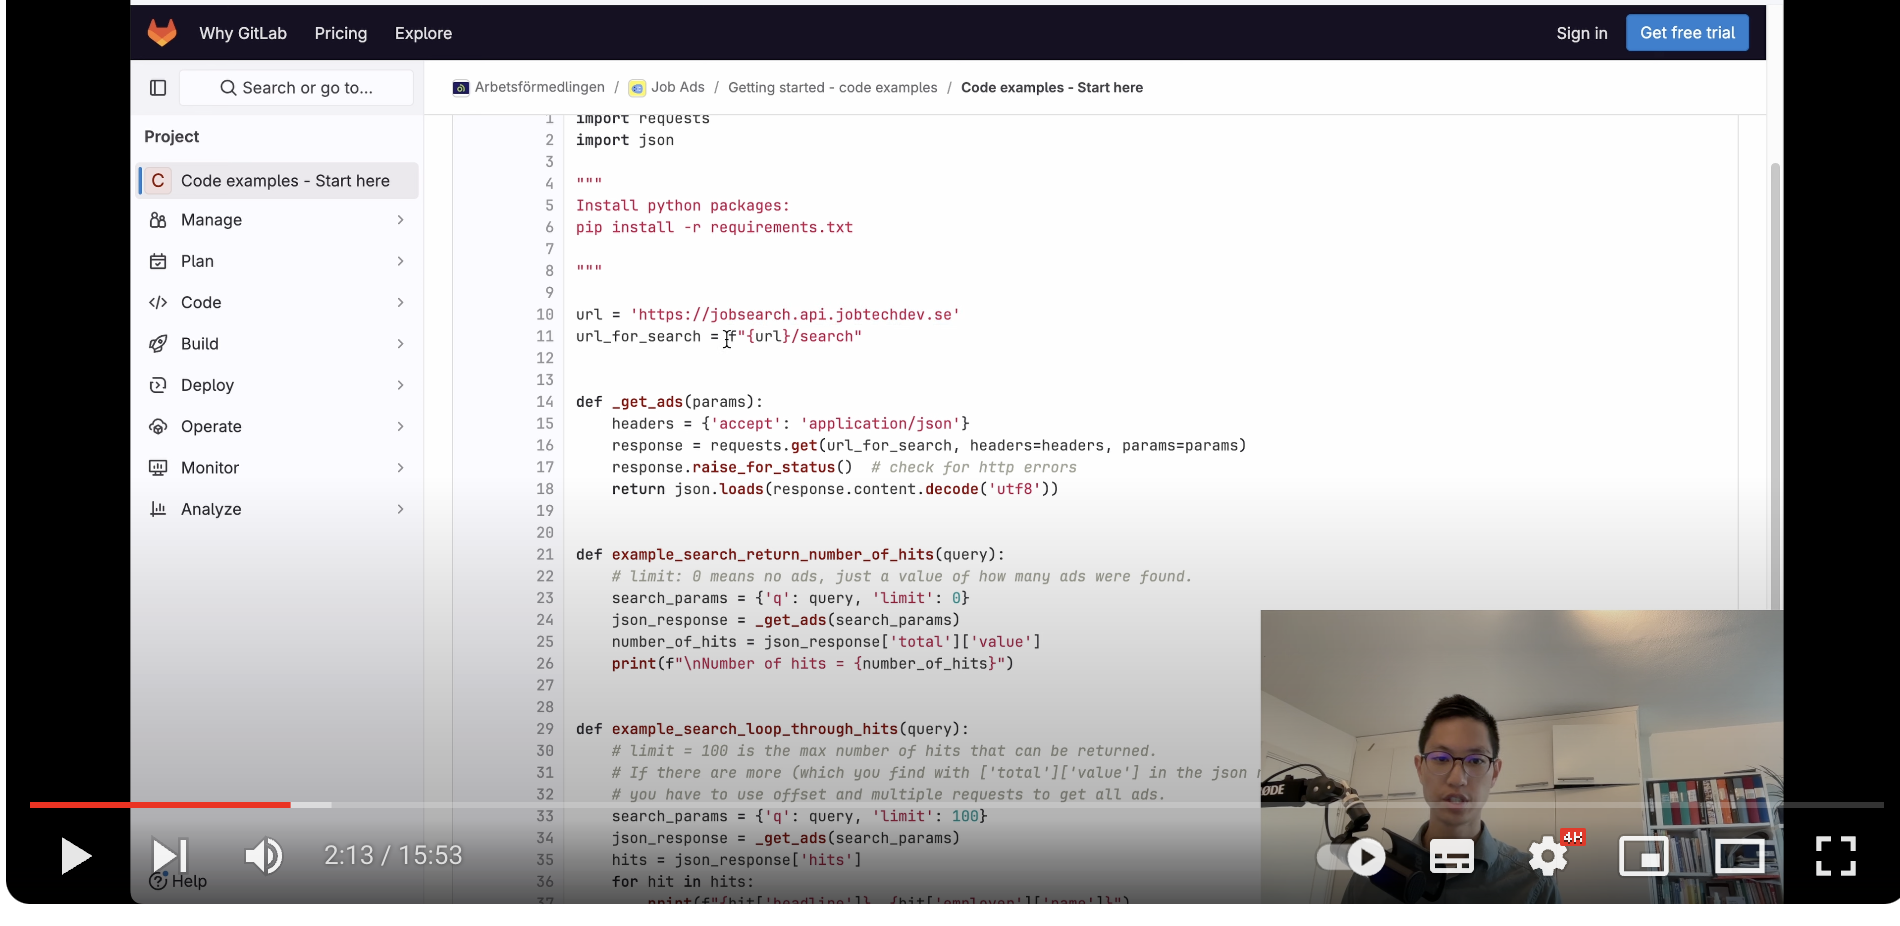 Why GitLab Pricing Explore Sign in Get free trial
Search or go to...
Arbetsförmedlingen / Job Ads / Getting started - code examples / Code examples - Start here
Project
C Code examples - Start here
Manage
Plan
Code
Build
Deploy
Operate
Monitor
Analyze
Help
1 import requests
2 import json
3
4 """
5 Install python packages:
6 pip install -r requirements.txt
7
8 """
9
10 url = 'https://jobsearch.api.jobtechdev.se'
11 url_for_search = f"{url}/search"
12
13
14 def _get_ads(params):
15     headers = {'accept': 'application/json'}
16     response = requests.get(url_for_search, headers=headers, params=params)
17     response.raise_for_status()  # check for http errors
18     return json.loads(response.content.decode('utf8'))
19
20
21 def example_search_return_number_of_hits(query):
22     # limit: 0 means no ads, just a value of how many ads were found.
23     search_params = {'q': query, 'limit': 0}
24     json_response = _get_ads(search_params)
25     number_of_hits = json_response['total']['value']
26     print(f"\nNumber of hits = {number_of_hits}")
27
28
29 def example_search_loop_through_hits(query):
30     # limit = 100 is the max number of hits that can be returned.
31     # If there are more (which you find with ['total']['value'] in the json
32     # you have to use offset and multiple requests to get all ads.
33     search_params = {'q': query, 'limit': 100}
34     json_response = _get_ads(search_params)
35     hits = json_response['hits']
36     for hit in hits:
37         print(f"{hit['headline']}, {hit['employer']['name']}")
RØDE
2:13 / 15:53
4K